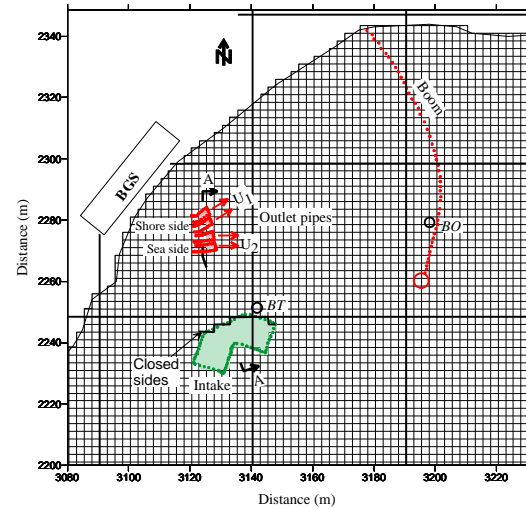 2340
2320
2300
2280
2260
2240
2220
2200
Distance (m)
N
Boom
BGS
A
U1
Shore side
Outlet pipes
Sea side
U2
BO
BT
Closed
sides
Intake
A
3080 3100 3120 3140 3160 3180 3200 3220
Distance (m)